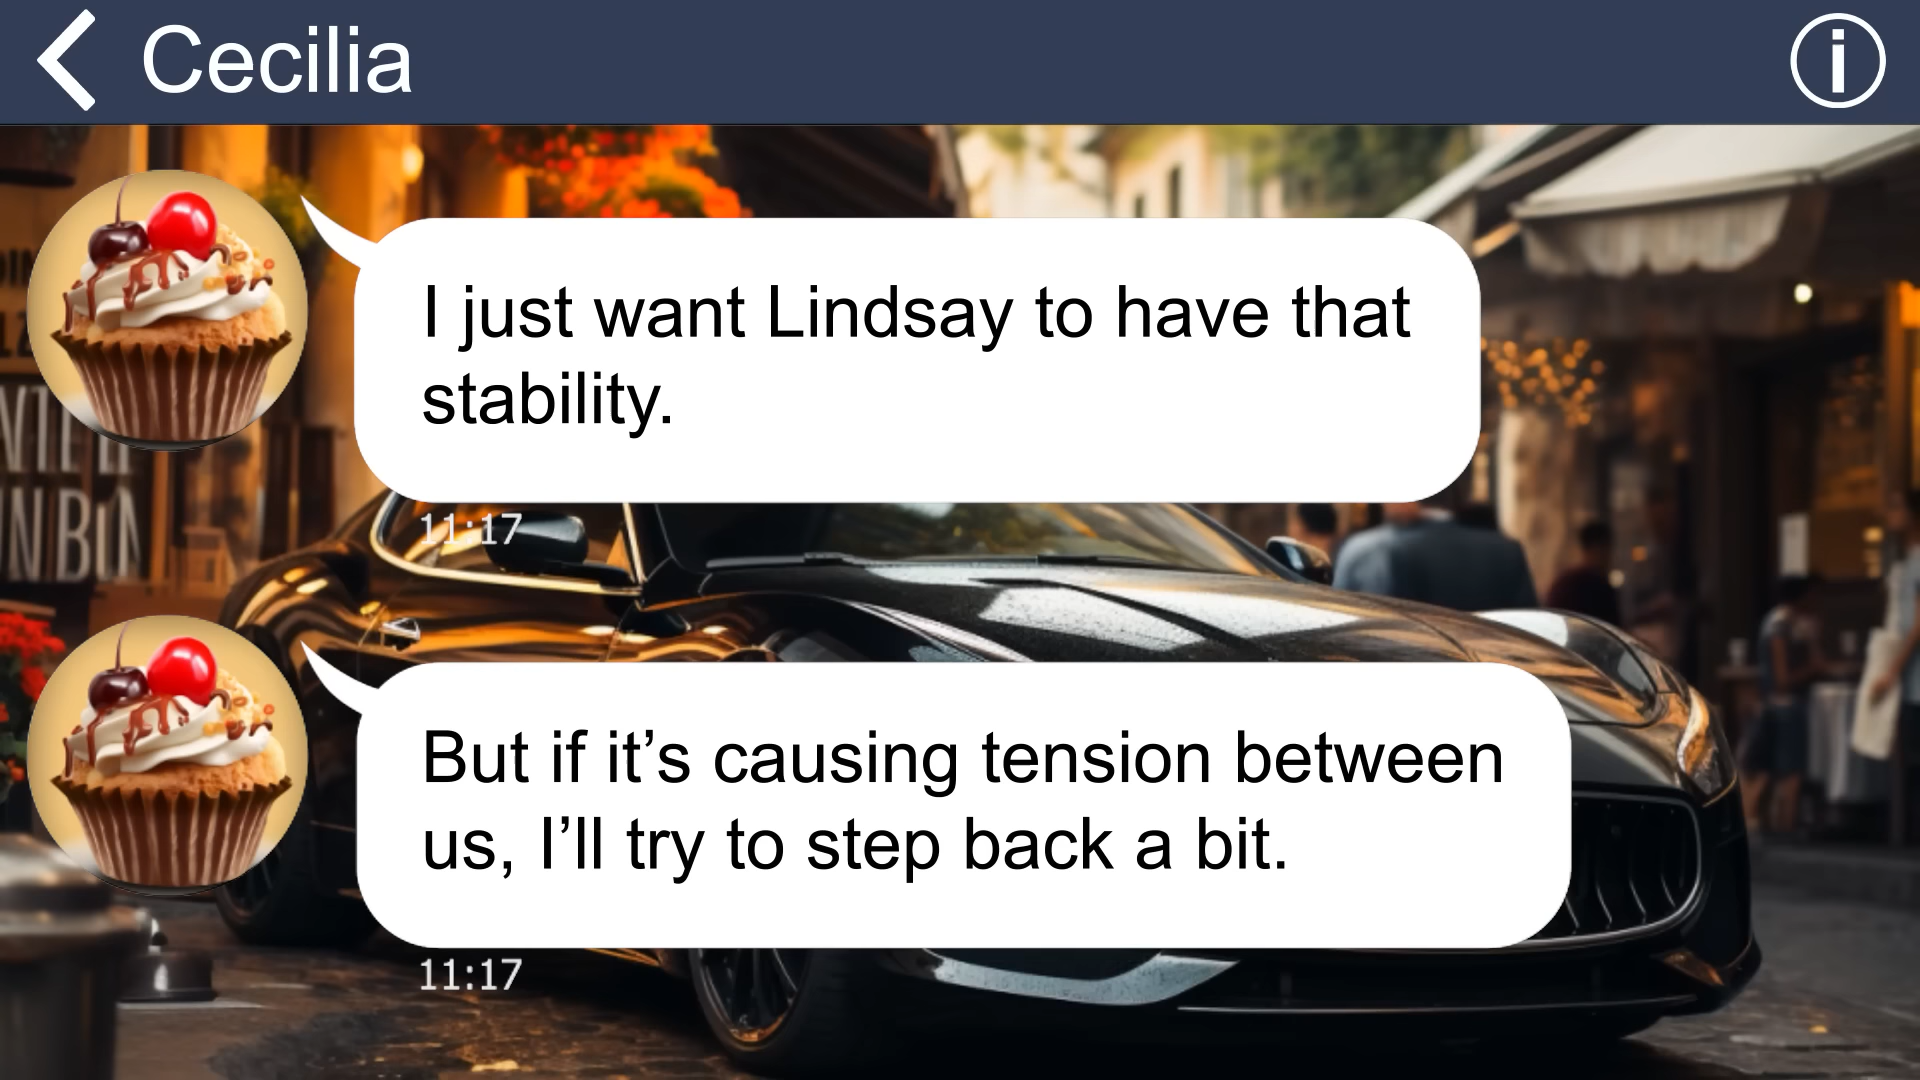 Cecilia
I just want Lindsay to have that
stability.
11:17
But if it’s causing tension between
us, I’ll try to step back a bit.
11:17